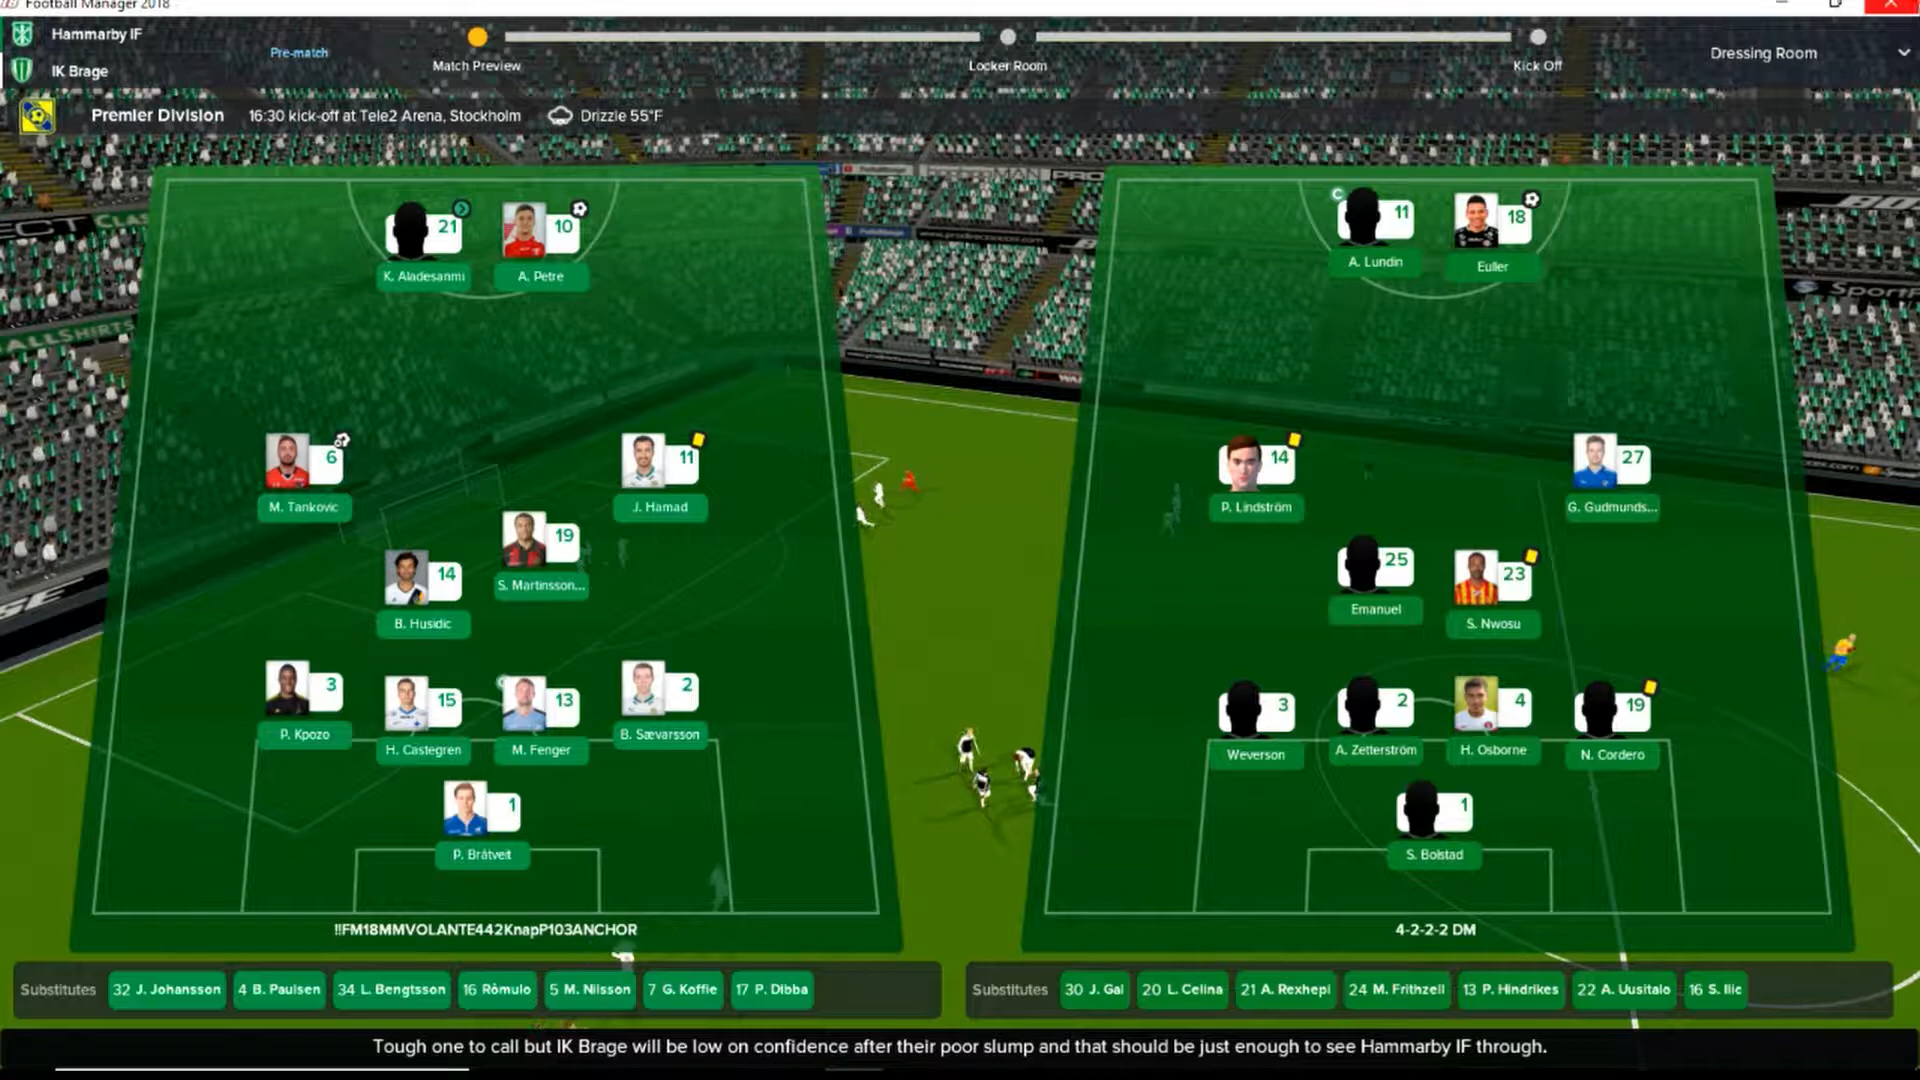 Football Manager 2018
Hammarby IF
IK Brage
Pre-match
Match Preview
Locker Room
Kick Off
Dressing Room
Premier Division
16:30 kick-off at Tele2 Arena, Stockholm
Drizzle 55°F
21
K. Aladesanmi
10
A. Petre
6
M. Tankovic
11
J. Hamad
19
S. Martinsson...
14
B. Husidic
3
P. Kpozo
15
H. Castegren
13
M. Fenger
2
B. Sævarsson
1
P. Bråtveit
!!FM18MMVOLANTE442KnapP103ANCHOR
C
11
A. Lundin
18
Euller
14
P. Lindström
27
G. Gudmunds...
25
Emanuel
23
S. Nwosu
3
Weverson
2
A. Zetterström
4
H. Osborne
19
N. Cordero
1
S. Bolstad
4-2-2-2 DM
Substitutes 32 J. Johansson 4 B. Paulsen 34 L. Bengtsson 16 Rômulo 5 M. Nilsson 7 G. Koffie 17 P. Dibba
Substitutes 30 J. Gal 20 L. Celina 21 A. Rexhepi 24 M. Frithzell 13 P. Hindrikes 22 A. Uusitalo 16 S. Ilic
Tough one to call but IK Brage will be low on confidence after their poor slump and that should be just enough to see Hammarby IF through.